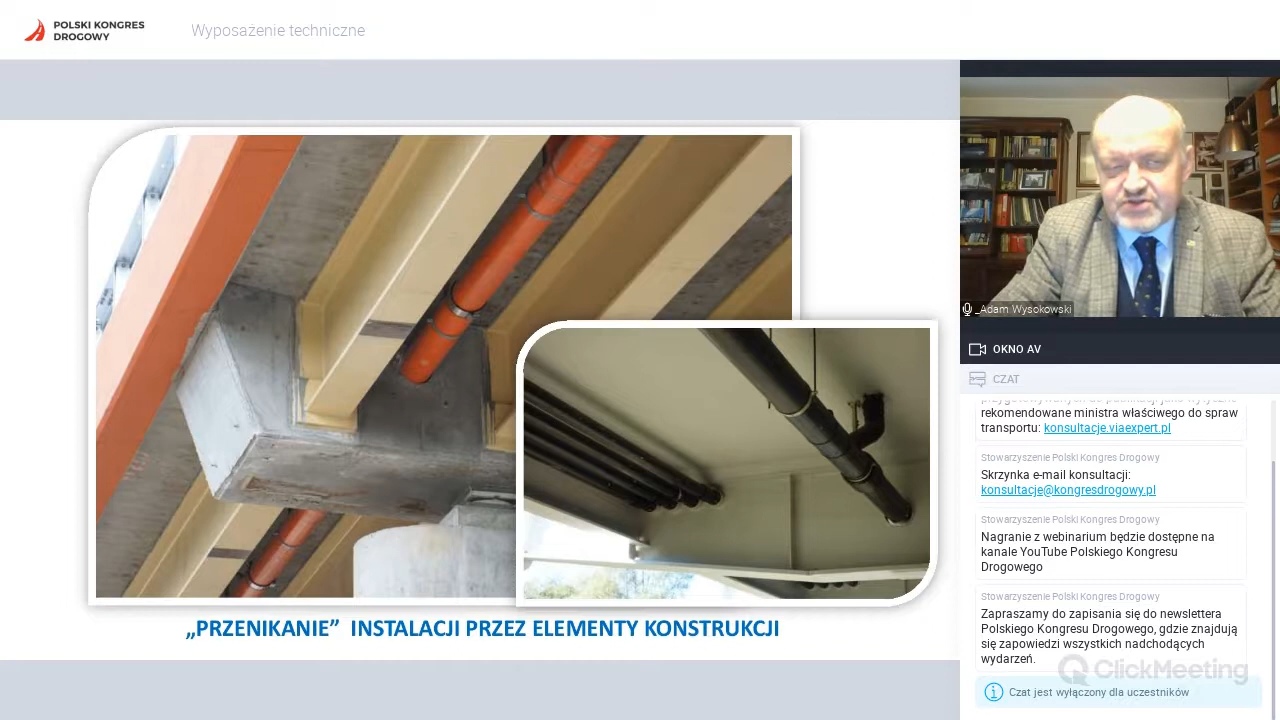 POLSKI KONGRES
DROGOWY
Wyposażenie techniczne
„PRZENIKANIE” INSTALACJI PRZEZ ELEMENTY KONSTRUKCJI
_Adam Wysokowski
OKNO AV
CZAT
rekomendowane ministra właściwego do spraw
transportu: konsultacje.viaexpert.pl
Stowarzyszenie Polski Kongres Drogowy
Skrzynka e-mail konsultacji:
konsultacje@kongresdrogowy.pl
Stowarzyszenie Polski Kongres Drogowy
Nagranie z webinarium będzie dostępne na
kanale YouTube Polskiego Kongresu
Drogowego
Stowarzyszenie Polski Kongres Drogowy
Zapraszamy do zapisania się do newslettera
Polskiego Kongresu Drogowego, gdzie znajdują
się zapowiedzi wszystkich nadchodzących
wydarzeń.
ClickMeeting
Czat jest wyłączony dla uczestników